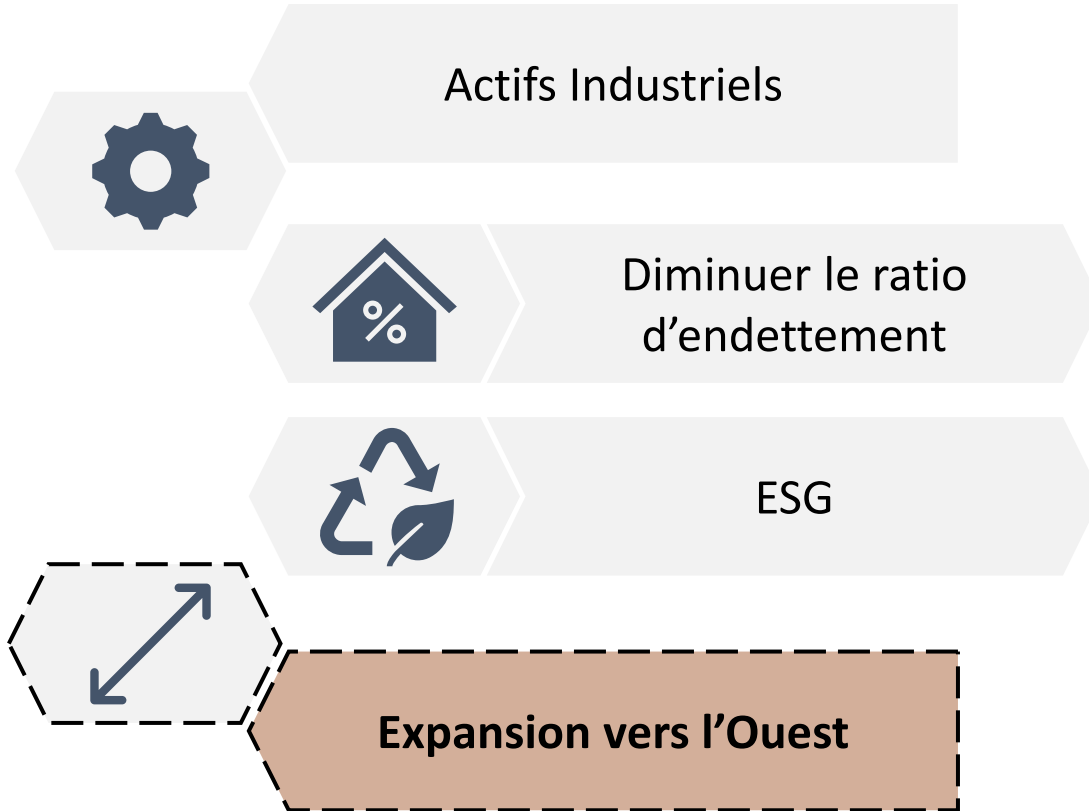 Actifs Industriels
%
Diminuer le ratio
d’endettement
ESG
Expansion vers l’Ouest